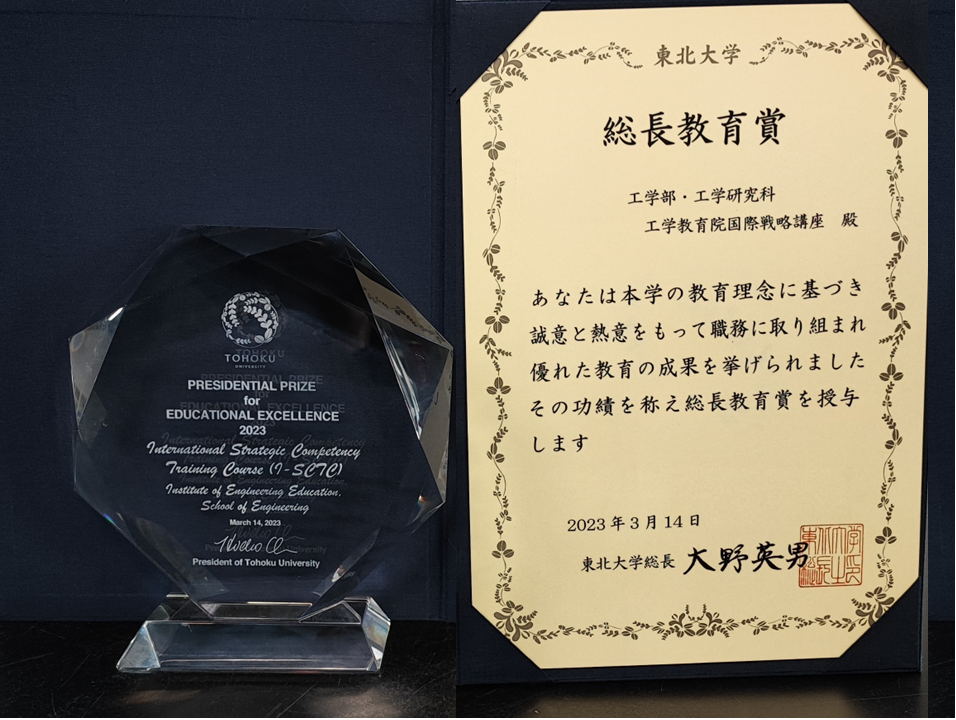 TOHOKU
UNIVERSITY
PRESIDENTIAL PRIZE
for
EDUCATIONAL EXCELLENCE
2023
International Strategic Competency
Training Course (I-SCTC)
Institute of Engineering Education,
School of Engineering
March 14, 2023
President of Tohoku University
東北大学
総長教育賞
工学部・工学研究科
工学教育院国際戦略講座 殿
あなたは本学の教育理念に基づき
誠意と熱意をもって職務に取り組まれ
優れた教育の成果を挙げられました
その功績を称え総長教育賞を授与
します
2023年3月14日
東北大学総長 大野英男